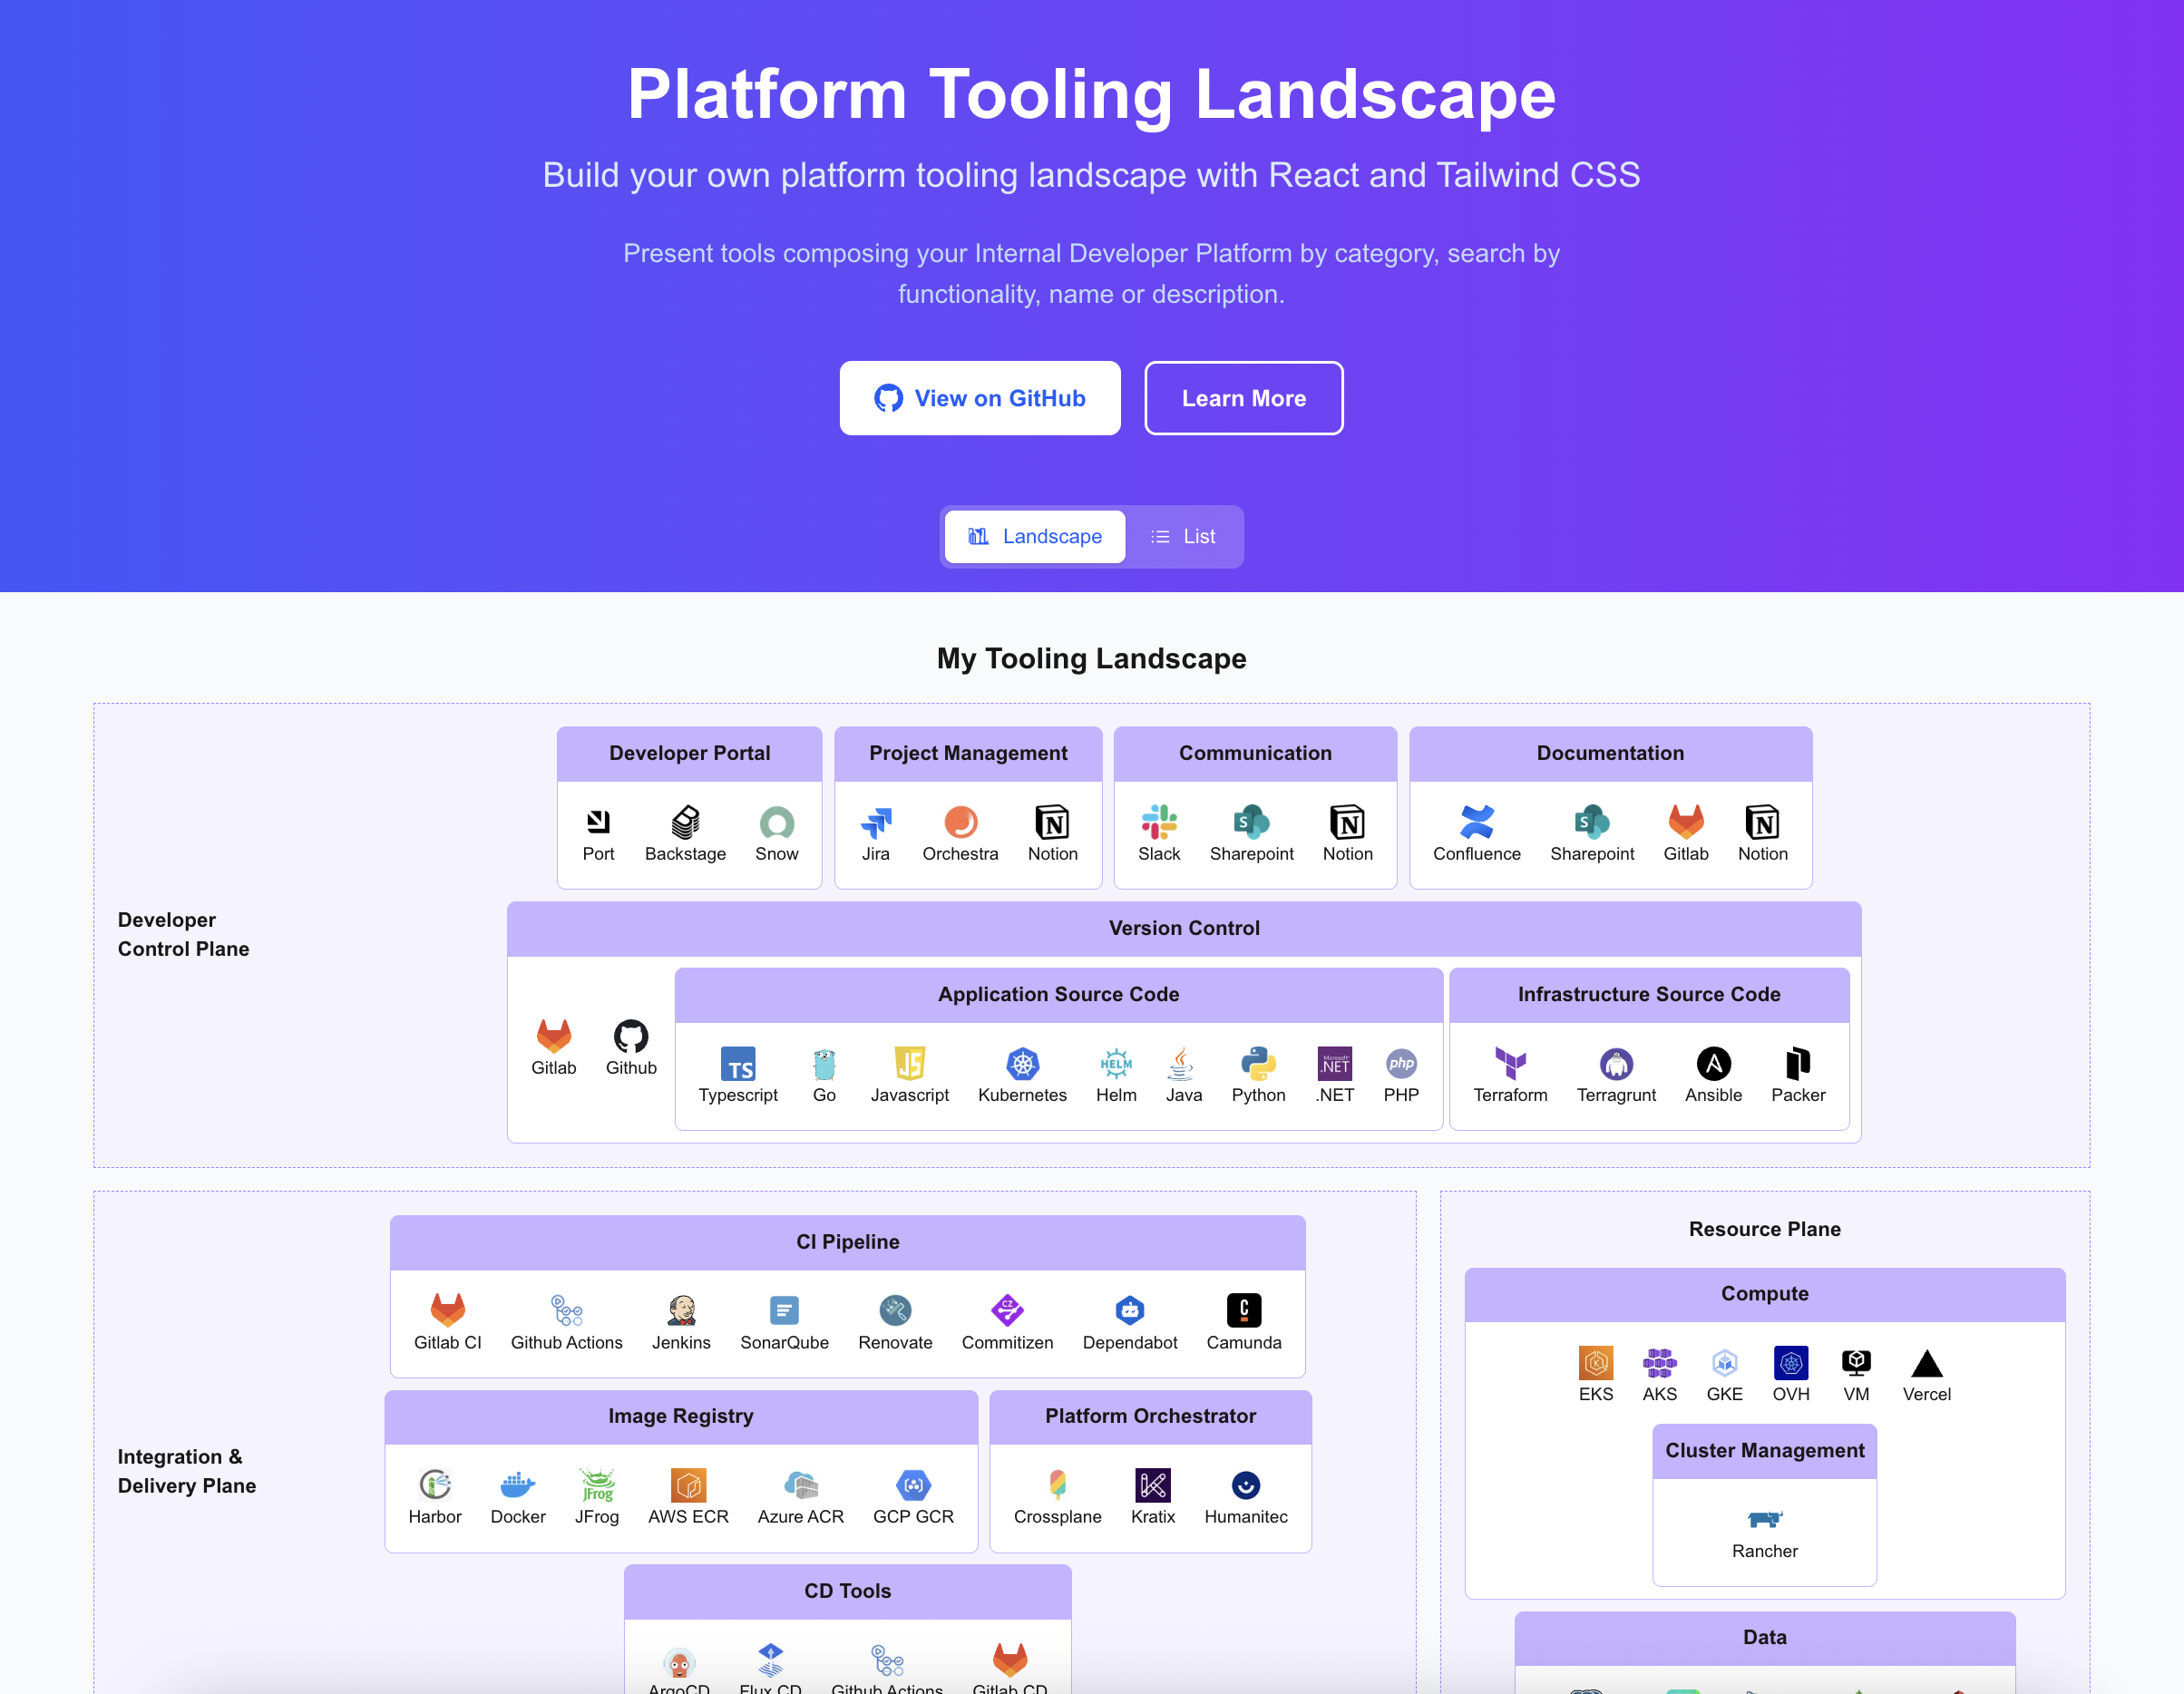 Platform Tooling Landscape
Build your own platform tooling landscape with React and Tailwind CSS
Present tools composing your Internal Developer Platform by category, search by
functionality, name or description.
View on GitHub
Learn More
Landscape
List
My Tooling Landscape
Developer
Control Plane
Developer Portal
Port Backstage Snow
Project Management
Jira Orchestra Notion
Communication
Slack Sharepoint Notion
Documentation
Confluence Sharepoint Gitlab Notion
Version Control
Gitlab Github
Application Source Code
Typescript Go Javascript Kubernetes Helm Java Python .NET PHP
Infrastructure Source Code
Terraform Terragrunt Ansible Packer
Integration &
Delivery Plane
CI Pipeline
Gitlab CI Github Actions Jenkins SonarQube Renovate Commitizen Dependabot Camunda
Image Registry
Harbor Docker JFrog AWS ECR Azure ACR GCP GCR
Platform Orchestrator
Crossplane Kratix Humanitec
CD Tools
ArgoCD Flux CD Github Actions Gitlab CD
Resource Plane
Compute
EKS AKS GKE OVH VM Vercel
Cluster Management
Rancher
Data